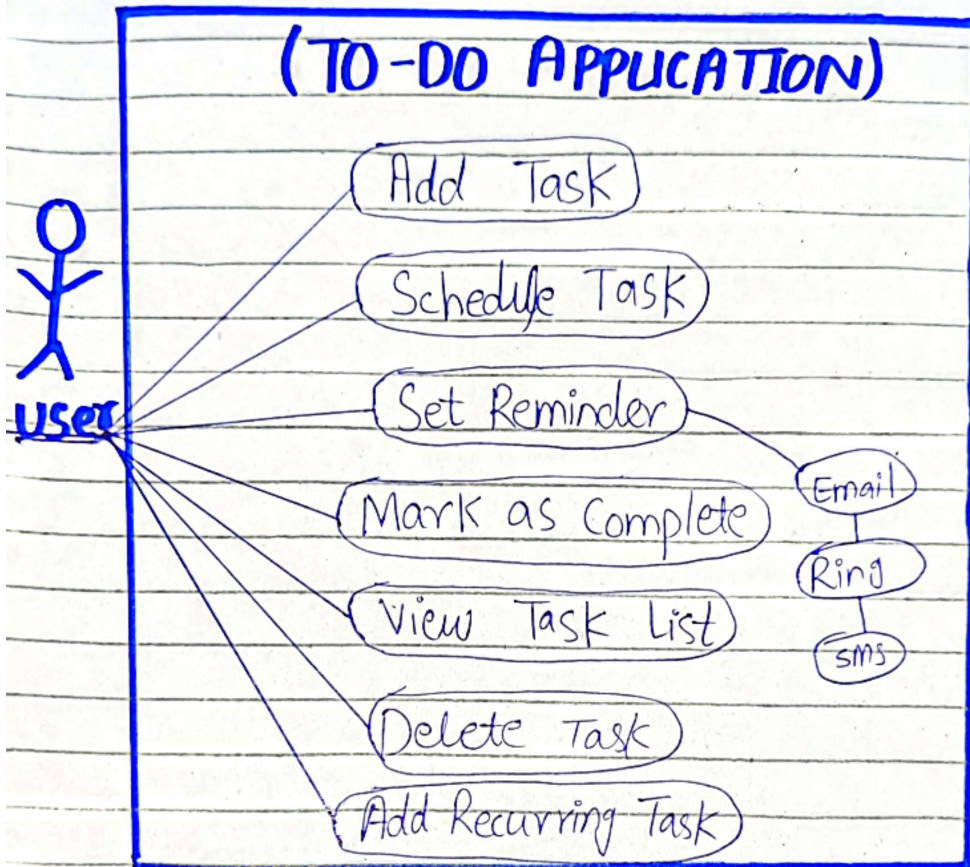 (TO-DO APPLICATION)
Add Task
Schedule Task
Set Reminder
user
Email
Mark as Complete
Ring
View Task List
sms
Delete Task
Add Recurring Task